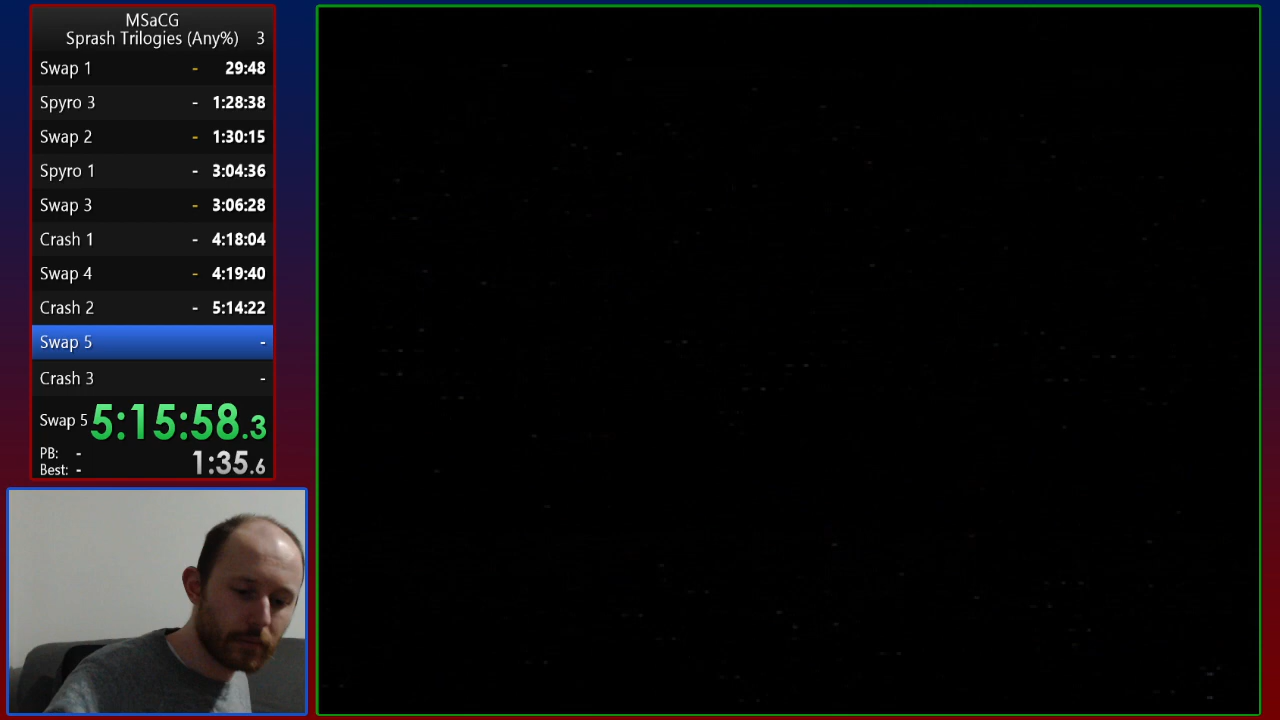 MSaCG
Sprash Trilogies (Any%) 3
Swap 1 - 29:48
Spyro 3 - 1:28:38
Swap 2 - 1:30:15
Spyro 1 - 3:04:36
Swap 3 - 3:06:28
Crash 1 - 4:18:04
Swap 4 - 4:19:40
Crash 2 - 5:14:22
Swap 5 -
Crash 3 -
Swap 5 5:15:58.3
PB: - 
Best: - 1:35.6